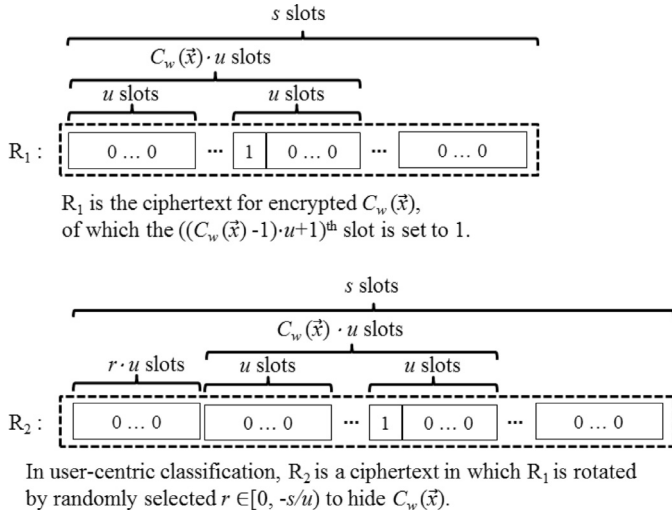 s slots
C_w(x⃗)·u slots
u slots u slots
R₁ : 0 ... 0 ··· 1 0 ... 0 ··· 0 ... 0
R₁ is the ciphertext for encrypted C_w(x⃗),
of which the ((C_w(x⃗) -1)·u+1)ᵗʰ slot is set to 1.
s slots
C_w(x⃗) · u slots
r· u slots u slots u slots
R₂ : 0 ... 0 0 ... 0 ··· 1 0 ... 0 ··· 0 ... 0
In user-centric classification, R₂ is a ciphertext in which R₁ is rotated
by randomly selected r ∈[0, -s/u) to hide C_w(x⃗).